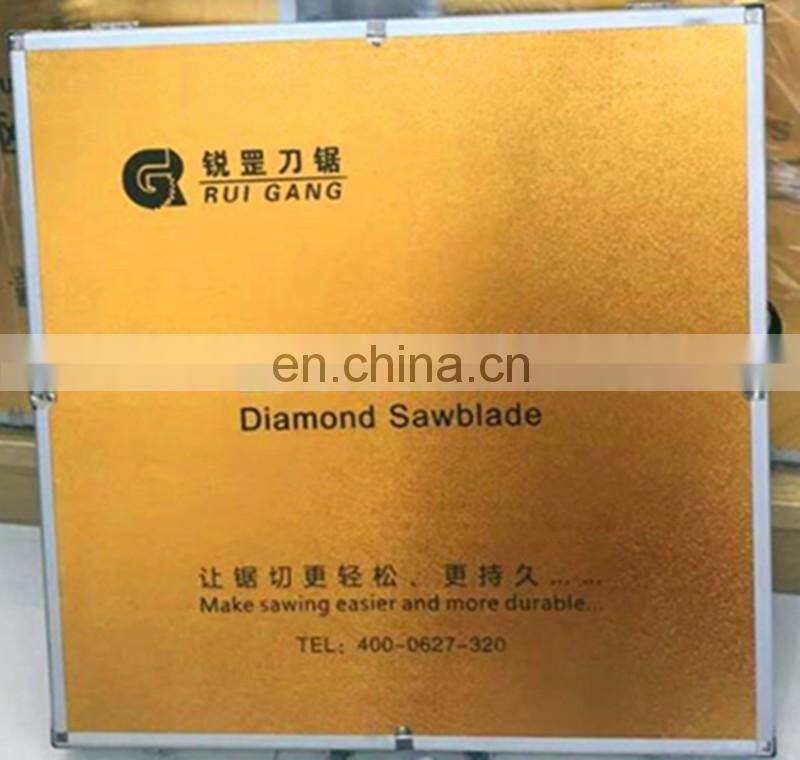 锐罡刀锯
RUI GANG
en.china.cn
Diamond Sawblade
让锯切更轻松、更持久……
Make sawing easier and more durable...
TEL: 400-0627-320